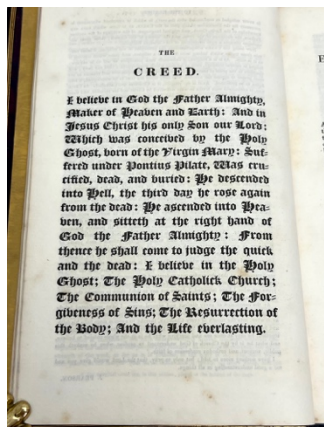 THE
CREED.
I believe in God the Father Almighty,
Maker of Heaven and Earth: And in
Jesus Christ his only Son our Lord;
Which was conceived by the Holy
Ghost, born of the Virgin Mary: Suf-
fered under Pontius Pilate, Was cru-
cified, dead, and buried: He descended
into Hell, the third day he rose again
from the dead: He ascended into Hea-
ven, and sitteth at the right hand of
God the Father Almighty: From
thence he shall come to judge the quick
and the dead: I believe in the Holy
Ghost; The Holy Catholick Church;
The Communion of Saints; The For-
giveness of Sins; The Resurrection of
the Body; And the Life everlasting.